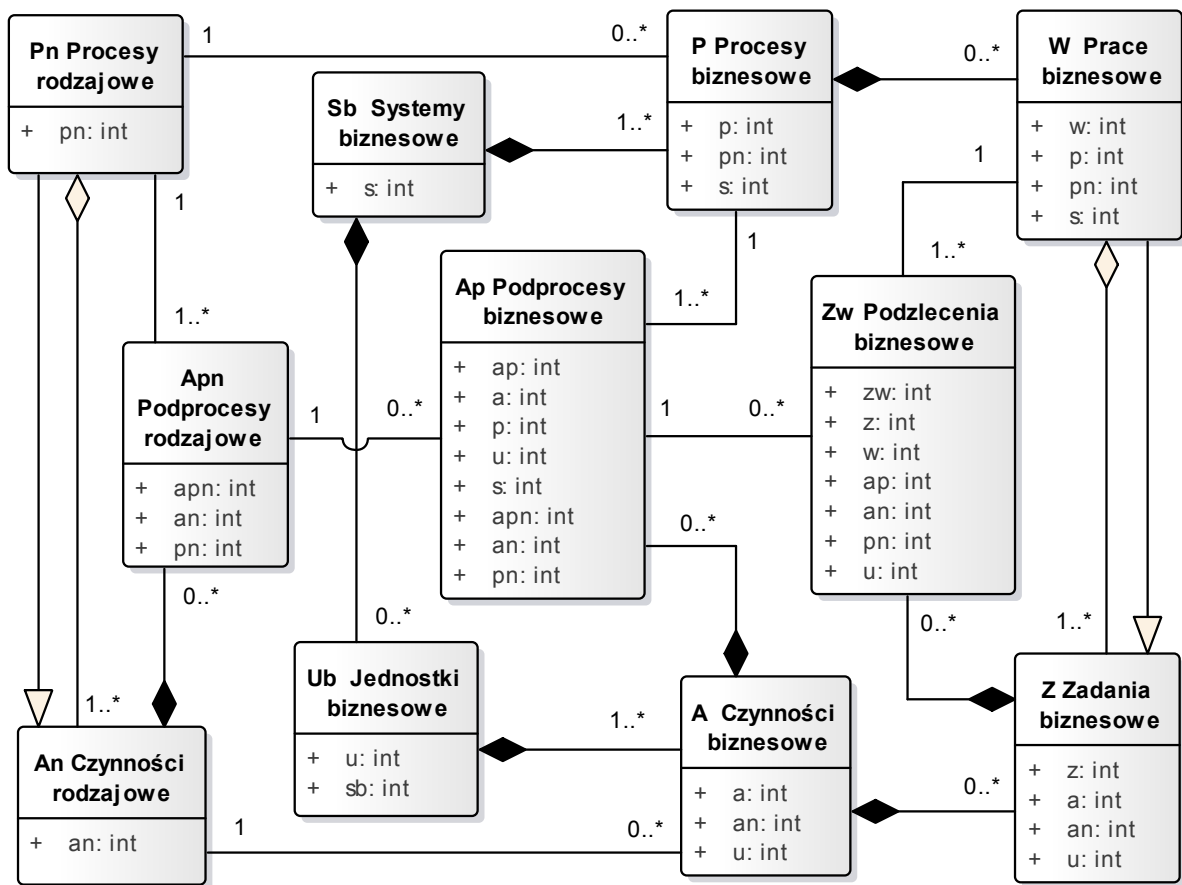 Pn Procesy
rodzajowe
+ pn: int
1
0..*
P Procesy
biznesowe
+ p: int
+ pn: int
+ s: int
0..*
W Prace
biznesowe
+ w: int
+ p: int
+ pn: int
+ s: int
Sb Systemy
biznesowe
+ s: int
1..*
1
1
1
1..*
1..*
1..*
Ap Podprocesy
biznesowe
+ ap: int
+ a: int
+ p: int
+ u: int
+ s: int
+ apn: int
+ an: int
+ pn: int
Zw Podzlecenia
biznesowe
+ zw: int
+ z: int
+ w: int
+ ap: int
+ an: int
+ pn: int
+ u: int
Apn
Podprocesy
rodzajowe
+ apn: int
+ an: int
+ pn: int
1
0..*
1
0..*
0..*
0..*
0..*
0..*
1..*
1..*
Ub Jednostki
biznesowe
+ u: int
+ sb: int
1..*
A Czynności
biznesowe
+ a: int
+ an: int
+ u: int
0..*
Z Zadania
biznesowe
+ z: int
+ a: int
+ an: int
+ u: int
An Czynności
rodzajowe
+ an: int
1
0..*